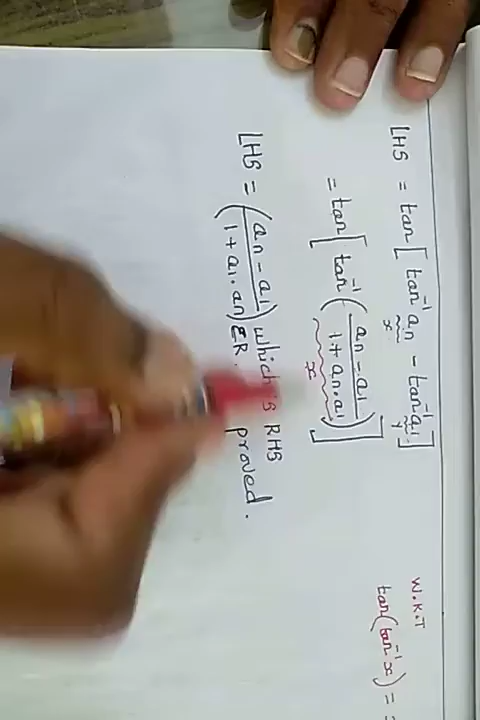 LHS = tan[tan⁻¹ aₙ - tan⁻¹ a₁]
x y
= tan[tan⁻¹((aₙ - a₁)/(1 + aₙ.a₁))]
x
LHS = ((aₙ - a₁)/(1 + a₁.aₙ)) which is RHS
∈R. proved.
W.K.T
tan(tan⁻¹x) =